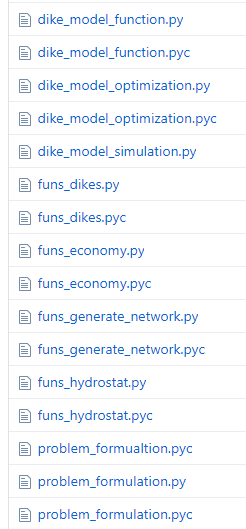 dike_model_function.py
dike_model_function.pyc
dike_model_optimization.py
dike_model_optimization.pyc
dike_model_simulation.py
funs_dikes.py
funs_dikes.pyc
funs_economy.py
funs_economy.pyc
funs_generate_network.py
funs_generate_network.pyc
funs_hydrostat.py
funs_hydrostat.pyc
problem_formualtion.pyc
problem_formulation.py
problem_formulation.pyc